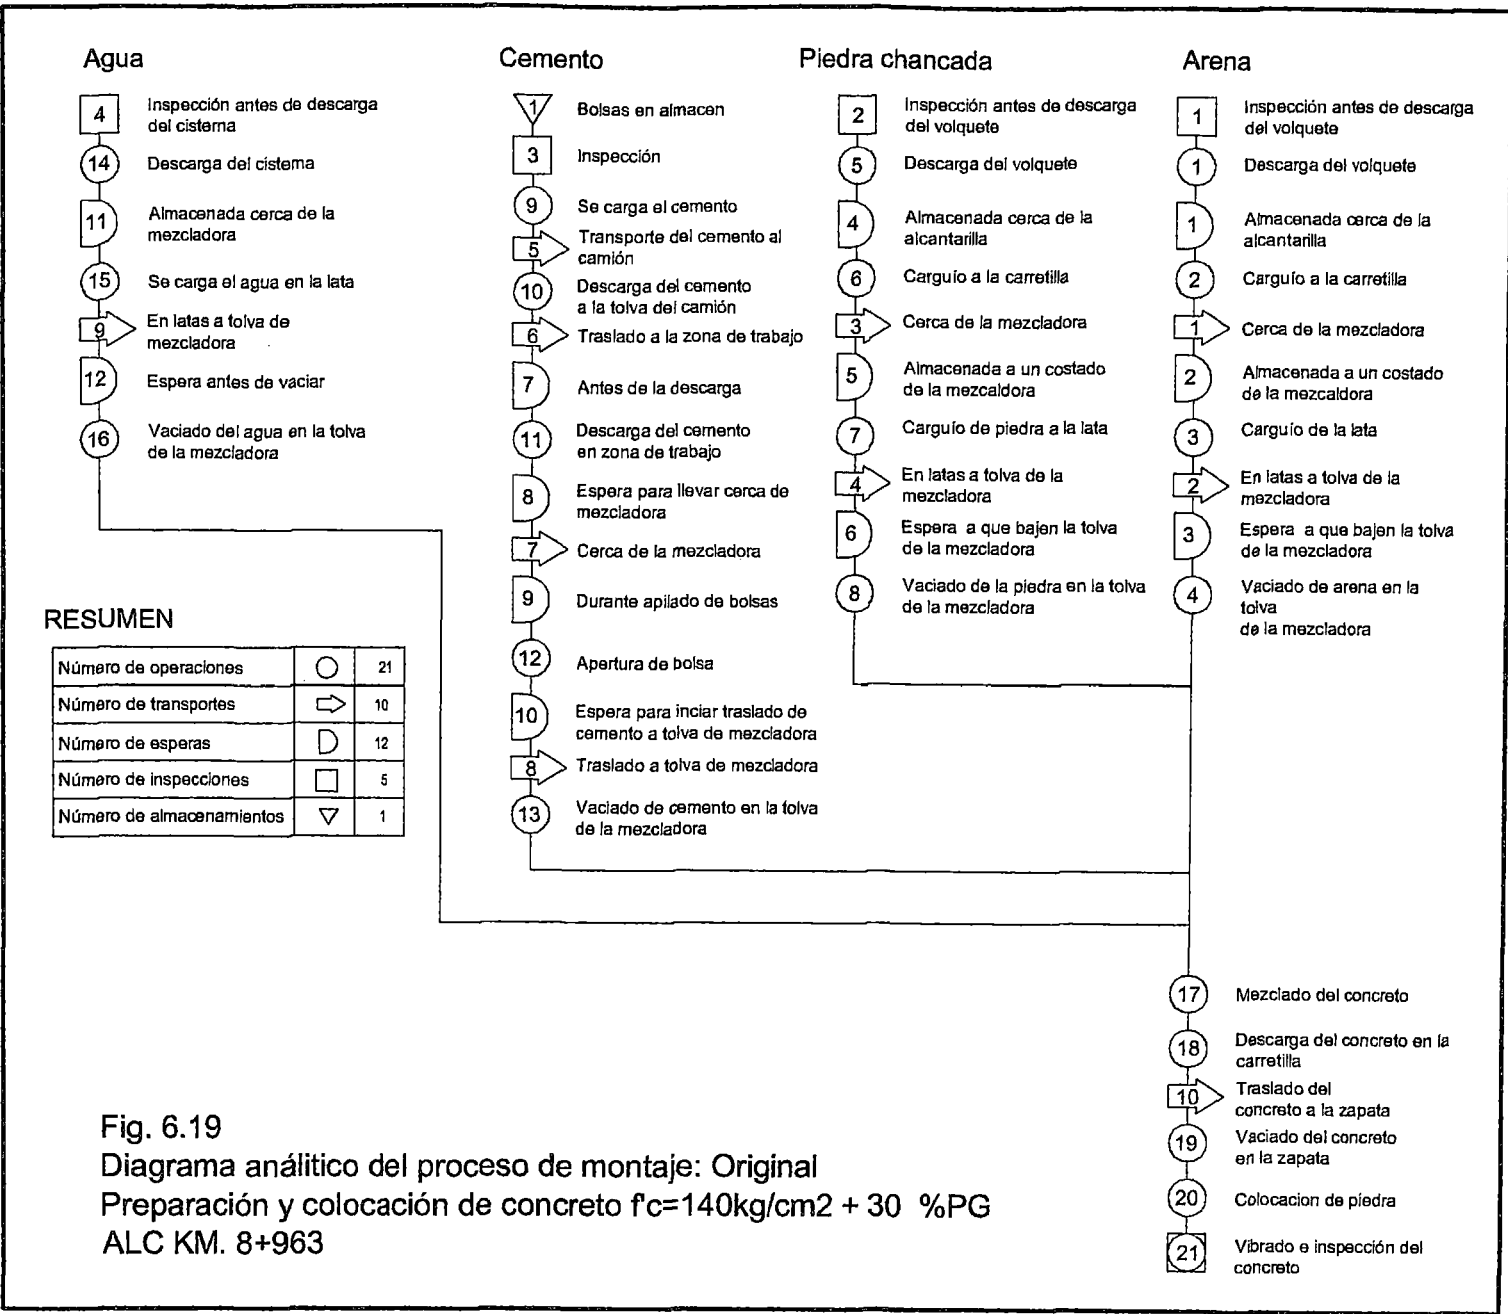 Agua
4
Inspección antes de descarga
del cisterna
14
Descarga del cisterna
11
Almacenada cerca de la
mezcladora
15
Se carga el agua en la lata
9
En latas a tolva de
mezcladora
12
Espera antes de vaciar
16
Vaciado del agua en la tolva
de la mezcladora
Cemento
1
Bolsas en almacen
3
Inspección
9
Se carga el cemento
5
Transporte del cemento al
camión
10
Descarga del cemento
a la tolva del camión
6
Traslado a la zona de trabajo
7
Antes de la descarga
11
Descarga del cemento
en zona de trabajo
8
Espera para llevar cerca de
mezcladora
7
Cerca de la mezcladora
9
Durante apilado de bolsas
12
Apertura de bolsa
10
Espera para inciar traslado de
cemento a tolva de mezcladora
8
Traslado a tolva de mezcladora
13
Vaciado de cemento en la tolva
de la mezcladora
Piedra chancada
2
Inspección antes de descarga
del volquete
5
Descarga del volquete
4
Almacenada cerca de la
alcantarilla
6
Carguío a la carretilla
3
Cerca de la mezcladora
5
Almacenada a un costado
de la mezcaldora
7
Carguío de piedra a la lata
4
En latas a tolva de la
mezcladora
6
Espera a que bajen la tolva
de la mezcladora
8
Vaciado de la piedra en la tolva
de la mezcladora
Arena
1
Inspección antes de descarga
del volquete
1
Descarga del volquete
1
Almacenada cerca de la
alcantarilla
2
Carguío a la carretilla
1
Cerca de la mezcladora
2
Almacenada a un costado
de la mezcaldora
3
Carguío de la lata
2
En latas a tolva de la
mezcladora
3
Espera a que bajen la tolva
de la mezcladora
4
Vaciado de arena en la
tolva
de la mezcladora
17
Mezclado del concreto
18
Descarga del concreto en la
carretilla
10
Traslado del
concreto a la zapata
19
Vaciado del concreto
en la zapata
20
Colocacion de piedra
21
Vibrado e inspección del
concreto
RESUMEN
Número de operaciones 21
Número de transportes 10
Número de esperas 12
Número de inspecciones 5
Número de almacenamientos 1
Fig. 6.19
Diagrama análitico del proceso de montaje: Original
Preparación y colocación de concreto f'c=140kg/cm2 + 30 %PG
ALC KM. 8+963